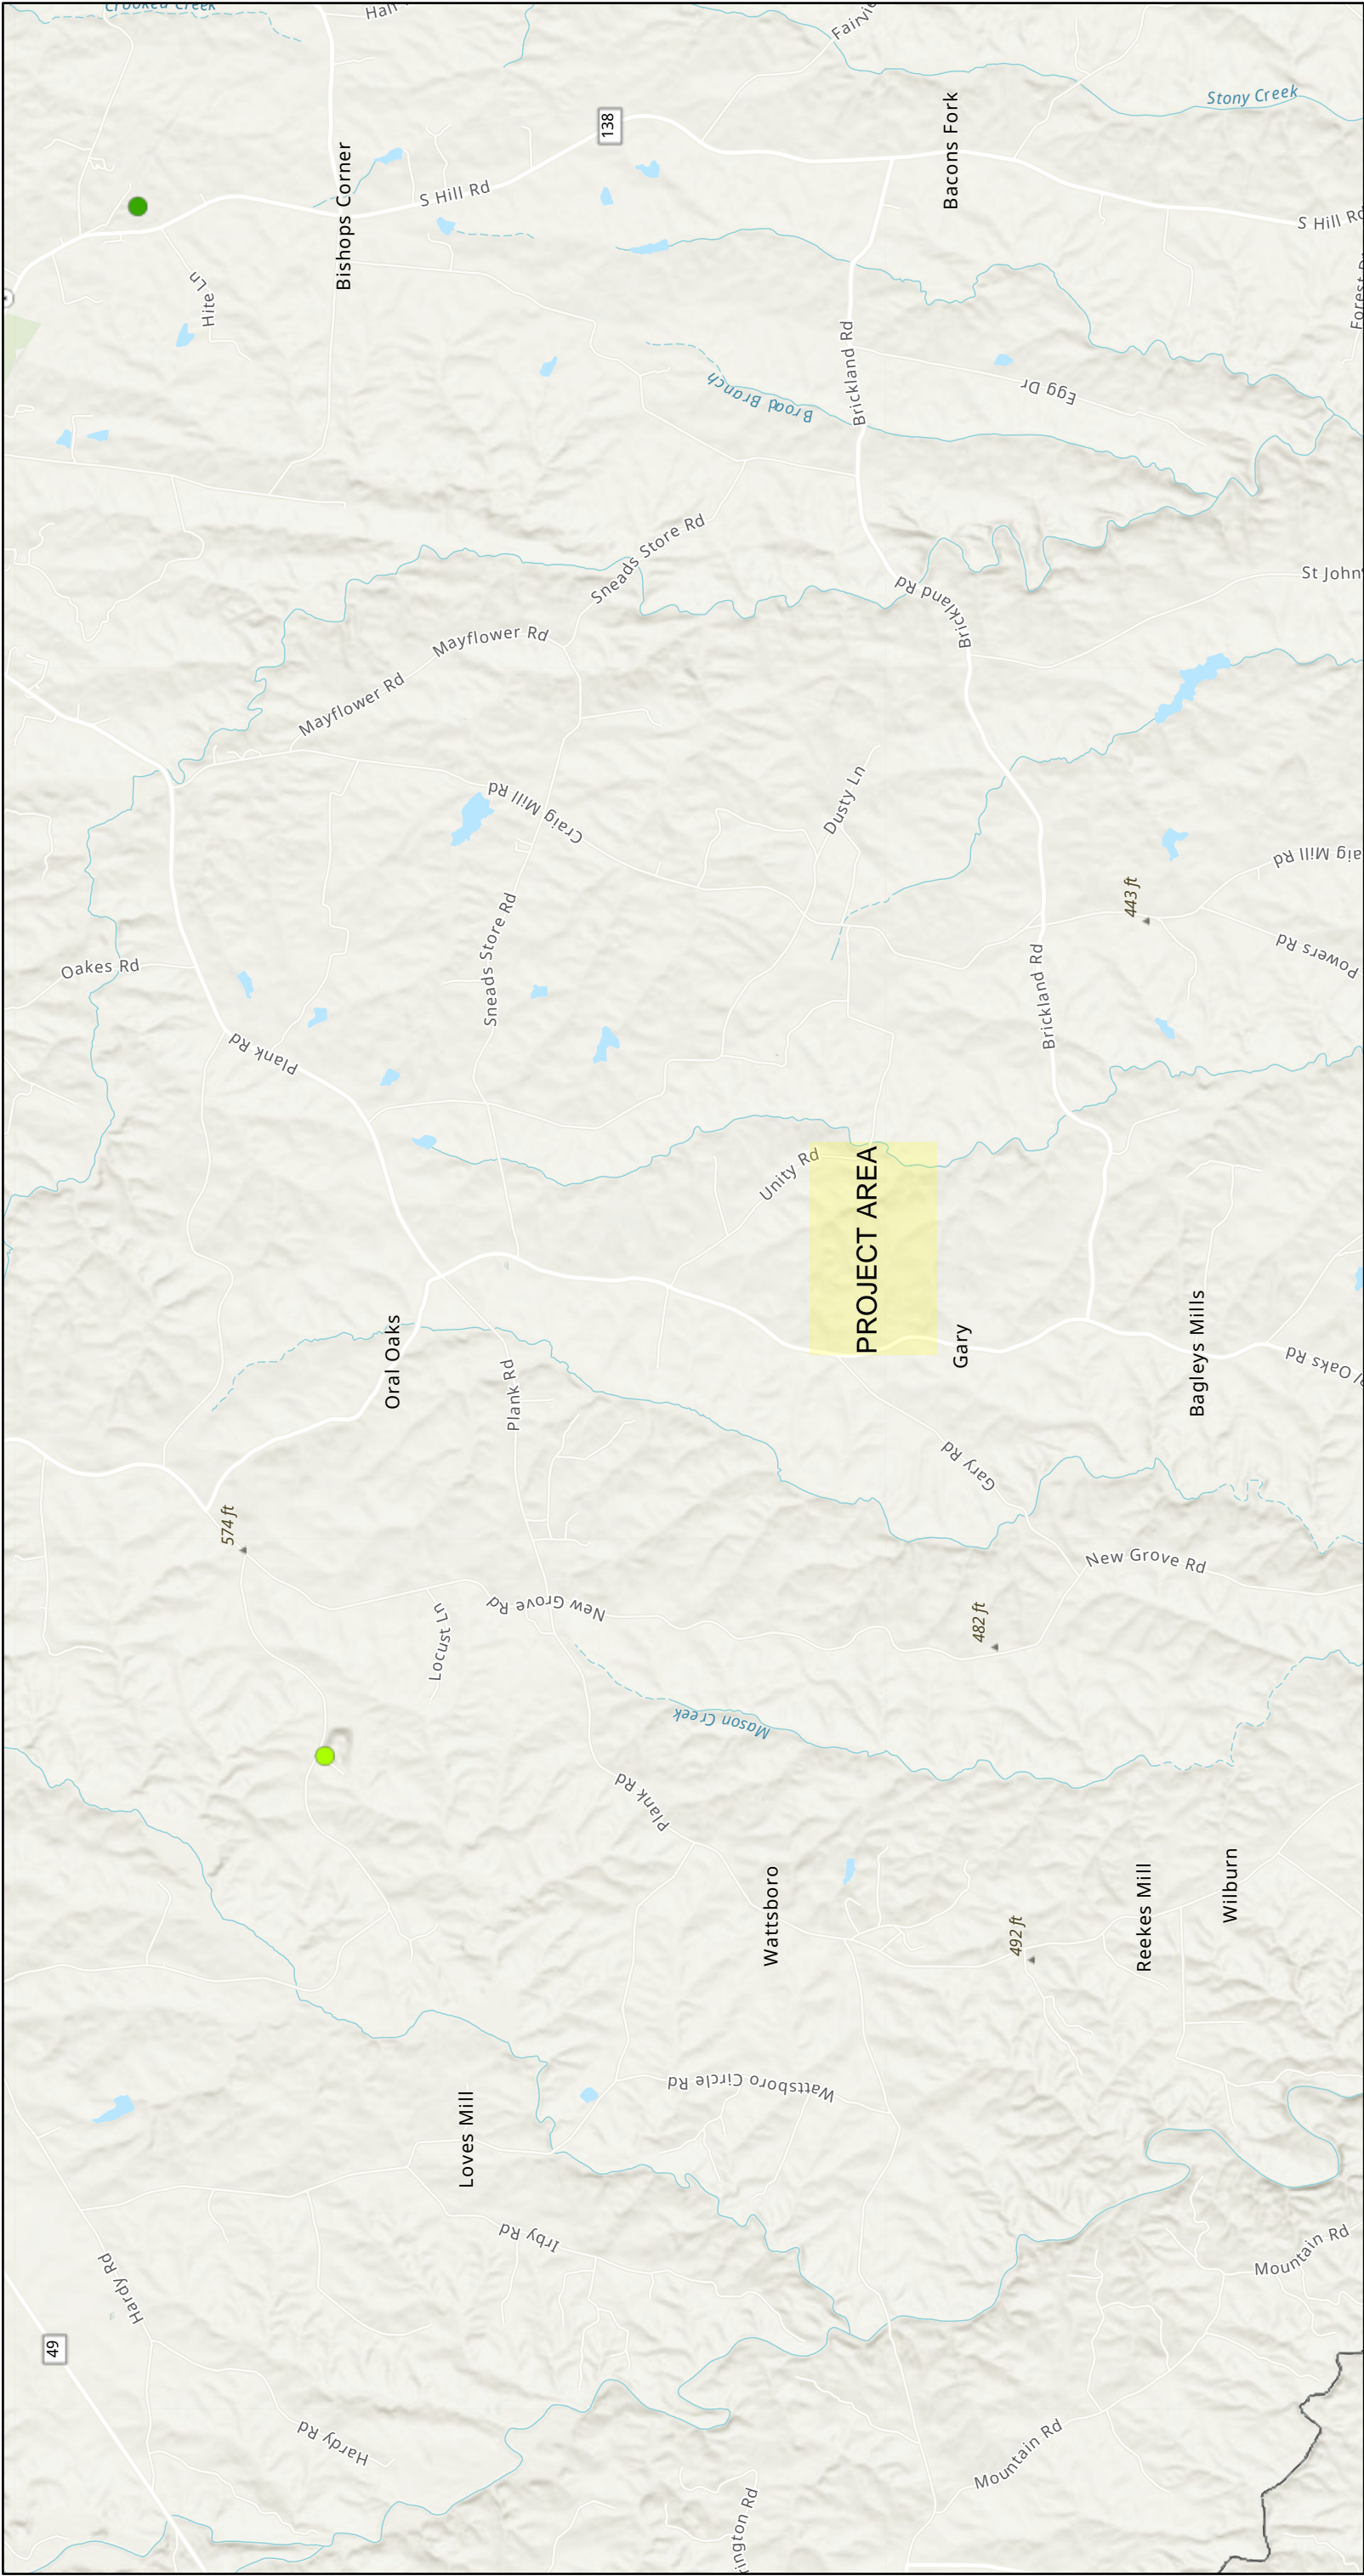 Crooked Creek
138
Stony Creek
Bacons Fork
Bishops Corner
S Hill Rd
S Hill Rd
Hite Ln
Brickland Rd
Broad Branch
Egg Dr
Sneads Store Rd
St John
Brickland Rd
Mayflower Rd
Mayflower Rd
Craig Mill Rd
Dusty Ln
aig Mill Rd
443 ft
Powers Rd
Sneads Store Rd
Oakes Rd
Brickland Rd
Plank Rd
Unity Rd
PROJECT AREA
Oral Oaks
Gary
Bagleys Mills
l Oaks Rd
Plank Rd
Gary Rd
574 ft
New Grove Rd
New Grove Rd
482 ft
Locust Ln
Mason Creek
Plank Rd
Wattsboro
Wilburn
Reekes Mill
492 ft
Wattsboro Circle Rd
Loves Mill
Irby Rd
Mountain Rd
Hardy Rd
49
Hardy Rd
Mountain Rd
ington Rd